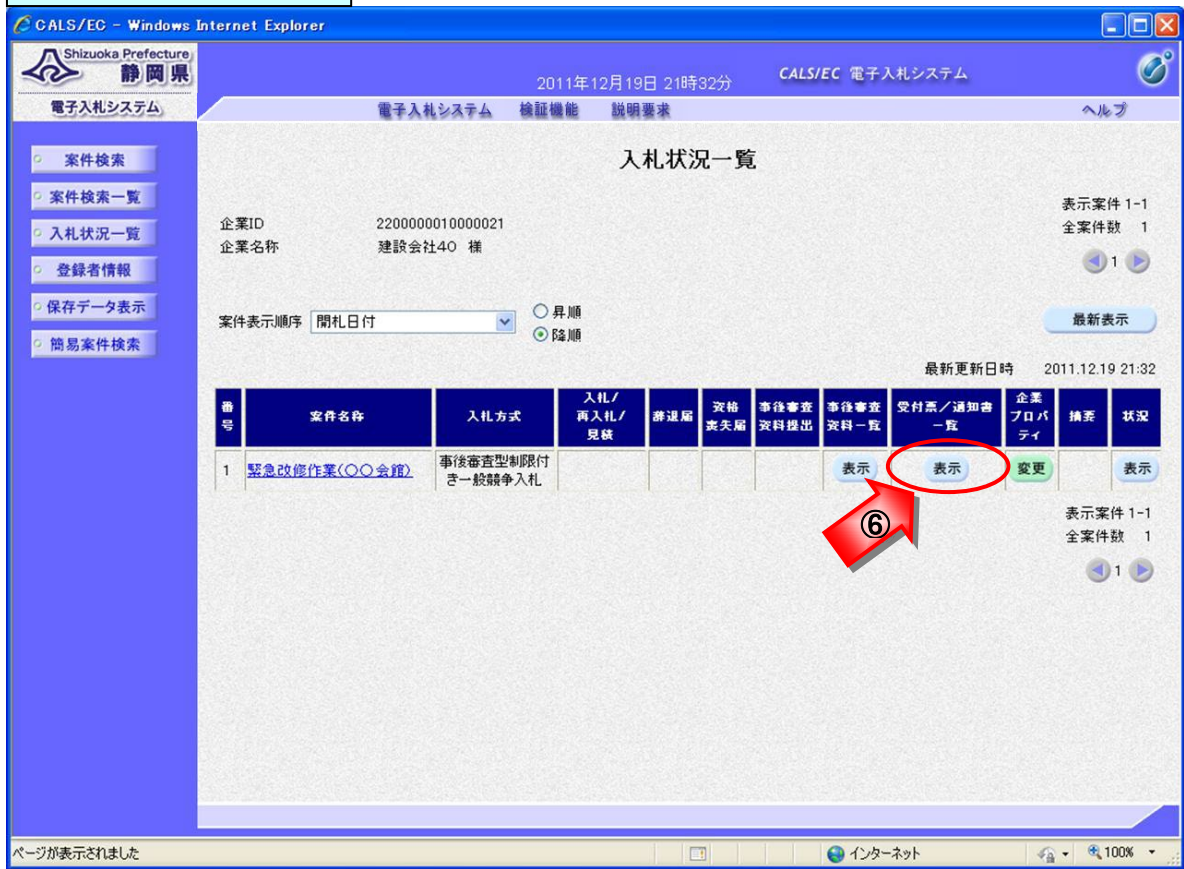 CALS/EC - Windows Internet Explorer
Shizuoka Prefecture
静岡県
電子入札システム
2011年12月19日 21時32分
CALS/EC 電子入札システム
電子入札システム 検証機能 説明要求 ヘルプ
案件検索
案件検索一覧
入札状況一覧
登録者情報
保存データ表示
簡易案件検索
入札状況一覧
表示案件 1-1
全案件数 1
1
企業ID 2200000010000021
企業名称 建設会社40 様
案件表示順序 開札日付
昇順
降順
最新表示
最新更新日時 2011.12.19 21:32
番号 案件名称 入札方式 入札/再入札/見積 辞退届 資格喪失届 事後審査資料提出 事後審査資料一覧 受付票/通知書一覧 企業プロパティ 摘要 状況
1 緊急改修作業(〇〇会館) 事後審査型制限付き一般競争入札 表示 表示 変更 表示
⑥
表示案件 1-1
全案件数 1
1
ページが表示されました
インターネット
100%